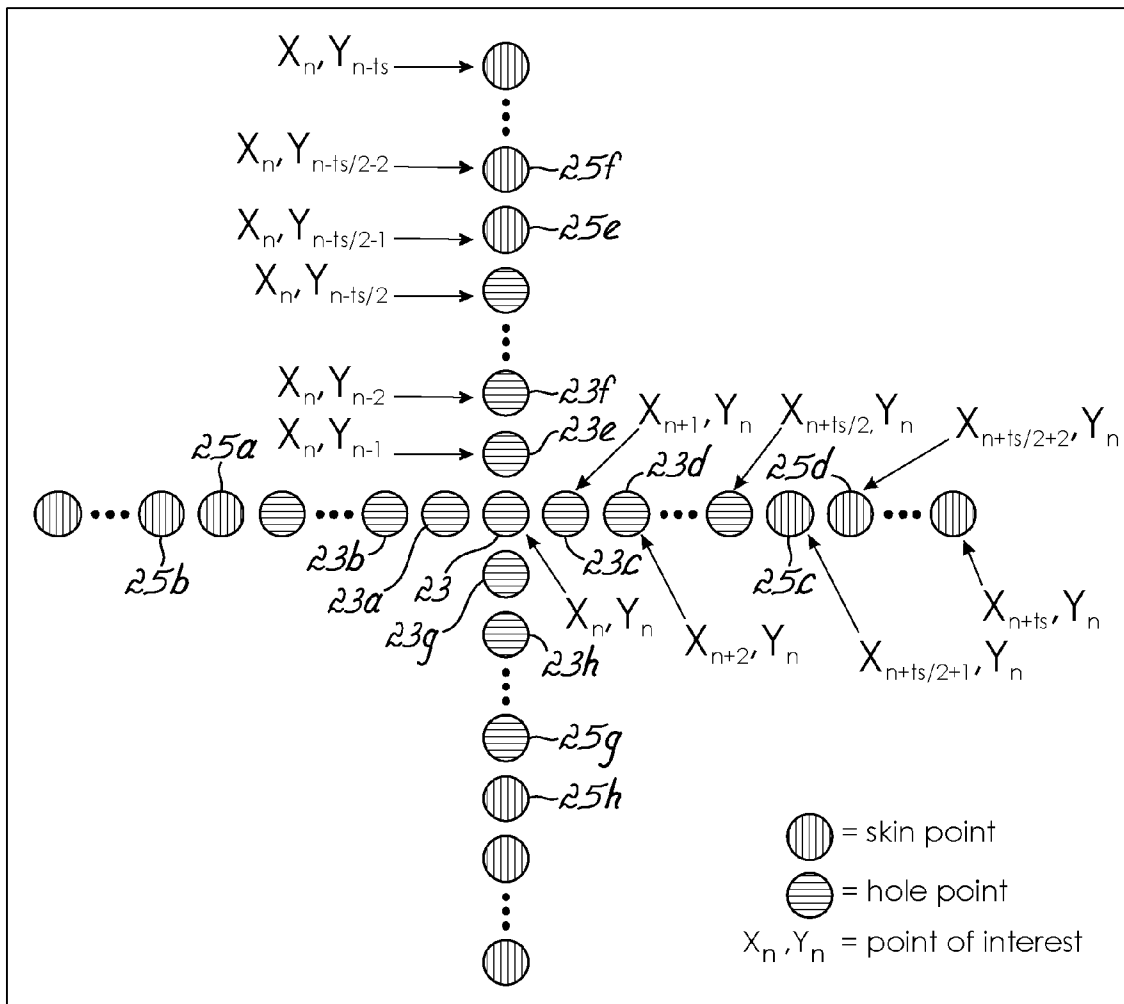 Xn, Yn-ts
Xn, Yn-ts/2-2
25f
Xn, Yn-ts/2-1
25e
Xn, Yn-ts/2
Xn, Yn-2
23f
Xn+1, Yn
Xn+ts/2, Yn
Xn+ts/2+2, Yn
Xn, Yn-1
23e
25a
23d
25d
25b
23b
23a
23
23c
25c
23g
Xn, Yn
Xn+2, Yn
Xn+ts/2+1, Yn
Xn+ts, Yn
23h
25g
25h
= skin point
= hole point
Xn, Yn = point of interest